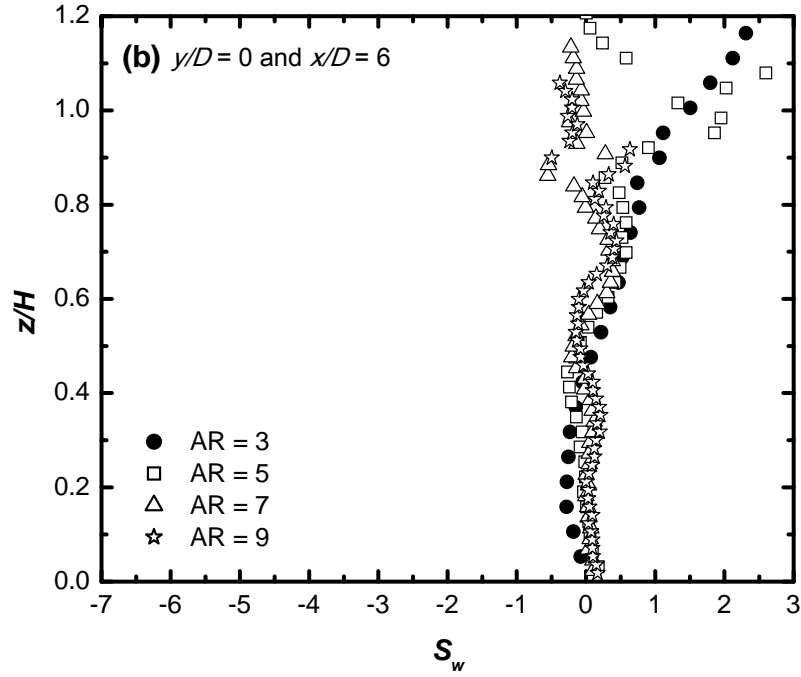 1.2
(b) y/D = 0 and x/D = 6
1.0
0.8
z/H
0.6
0.4
AR = 3
AR = 5
0.2
AR = 7
AR = 9
0.0
-7 -6 -5 -4 -3 -2 -1 0 1 2 3
S_w